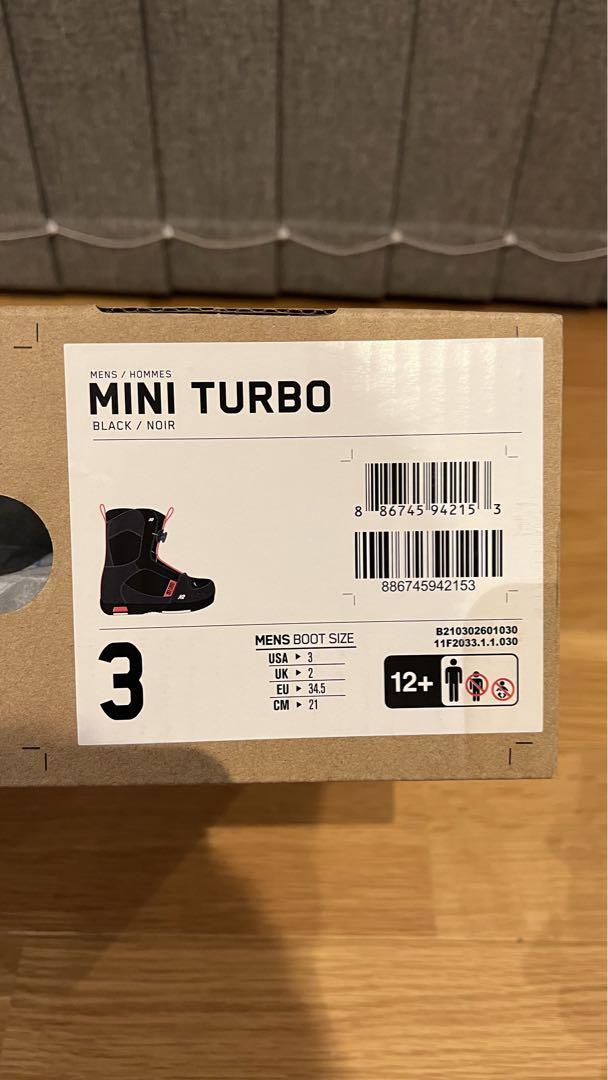 MENS / HOMMES
MINI TURBO
BLACK / NOIR
8 86745 94215 3
886745942153
3
MENS BOOT SIZE
USA ▶ 3
UK ▶ 2
EU ▶ 34.5
CM ▶ 21
B210302601030
11F2033.1.1.030
12+